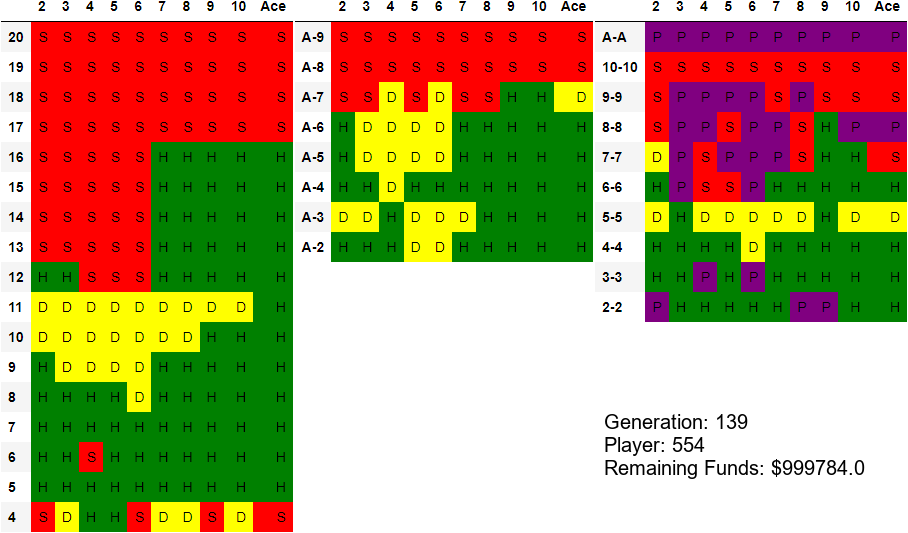 2 3 4 5 6 7 8 9 10 Ace
20 S S S S S S S S S S
19 S S S S S S S S S S
18 S S S S S S S S S S
17 S S S S S S S S S S
16 S S S S S H H H H H
15 S S S S S H H H H H
14 S S S S S H H H H H
13 S S S S S H H H H H
12 H H S S S H H H H H
11 D D D D D D D D D H
10 D D D D D D D H H H
9 H D D D D H H H H H
8 H H H H D H H H H H
7 H H H H H H H H H H
6 H H S H H H H H H H
5 H H H H H H H H H H
4 S D H H S D D S D S
2 3 4 5 6 7 8 9 10 Ace
A-9 S S S S S S S S S S
A-8 S S S S S S S S S S
A-7 S S D S D S S H H D
A-6 H D D D D H H H H H
A-5 H D D D D H H H H H
A-4 H H D H H H H H H H
A-3 D D H D D D H H H H
A-2 H H H D D H H H H H
2 3 4 5 6 7 8 9 10 Ace
A-A P P P P P P P P P P
10-10 S S S S S S S S S S
9-9 S P P P P S P S S S
8-8 S P P S P P S H P P
7-7 D P S P P P S H H S
6-6 H P S S P H H H H H
5-5 D H D D D D D H D D
4-4 H H H H D H H H H H
3-3 H H P H P H H H H H
2-2 P H H H H H P P H H
Generation: 139
Player: 554
Remaining Funds: $999784.0